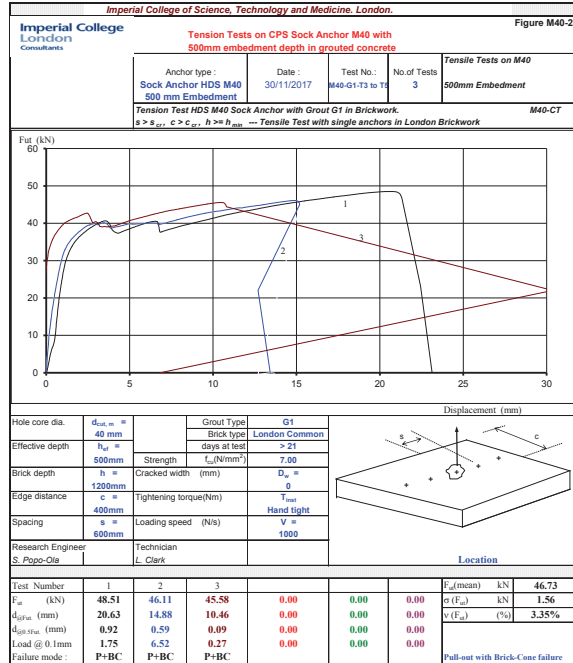 Imperial College of Science, Technology and Medicine. London.
Imperial College
London
Consultants
Tension Tests on CPS Sock Anchor M40 with
500mm embedment depth in grouted concrete
Figure M40-2
Anchor type :
Sock Anchor HDS M40
500 mm Embedment
Date :
30/11/2017
Test No.:
M40-G1-T3 to T5
No.of Tests
3
Tensile Tests on M40
500mm Embedment
Tension Test HDS M40 Sock Anchor with Grout G1 in Brickwork. M40-CT
s > s cr, c > c cr, h >= h min --- Tensile Test with single anchors in London Brickwork
Fut (kN)
60
50
40
30
20
10
0
1
2
3
0 5 10 15 20 25 30
Displacement (mm)
Hole core dia. dcut, m = Grout Type G1
40 mm Brick type London Common
Effective depth hef = days at test > 21
500mm Strength fcu(N/mm²) 7.00
Brick depth h = Cracked width (mm) Dw =
1200mm 0
Edge distance c = Tightening torque(Nm) Tinst
400mm Hand tight
Spacing s = Loading speed (N/s) V =
600mm 1000
Research Engineer Technician
S. Popo-Ola L. Clark
s
c
Location
Test Number 1 2 3
Fut (kN) 48.51 46.11 45.58 0.00 0.00 0.00
d@Fut. (mm) 20.63 14.88 10.46 0.00 0.00 0.00
d@0.5Fut. (mm) 0.92 0.59 0.09 0.00 0.00 0.00
Load @ 0.1mm 1.75 6.52 0.27 0.00 0.00 0.00
Failure mode : P+BC P+BC P+BC
Fut(mean) kN 46.73
σ (Fut) kN 1.56
ν (Fut) (%) 3.35%
Pull-out with Brick-Cone failure